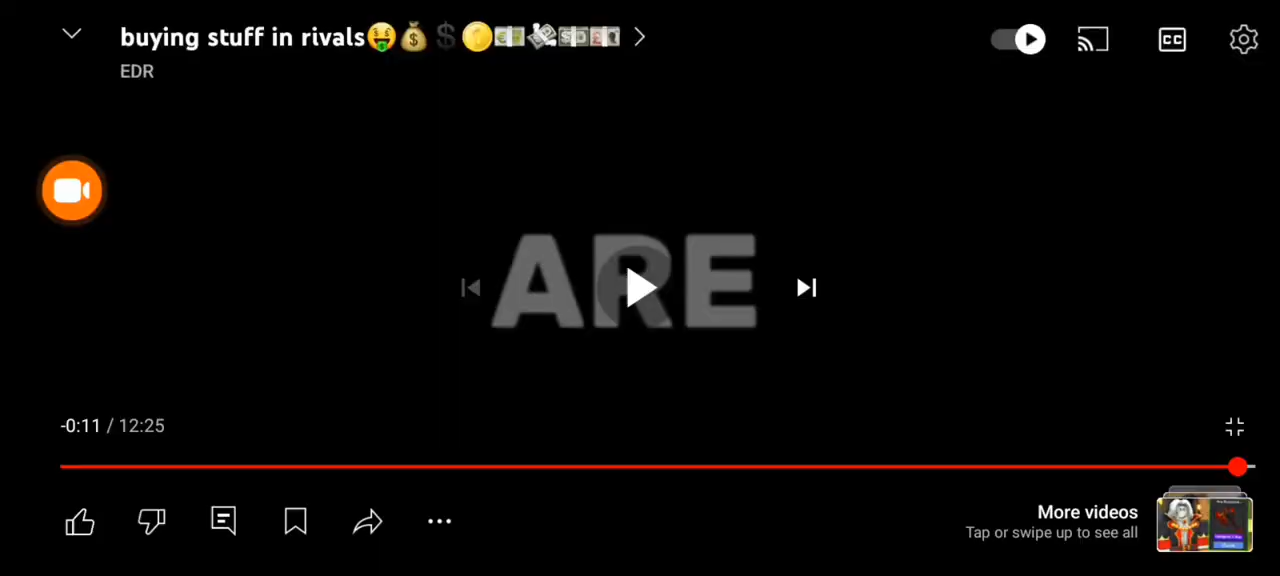 buying stuff in rivals🤑💰💲🪙💶💸💵💷
EDR
CC
ARE
-0:11 / 12:25
More videos
Tap or swipe up to see all